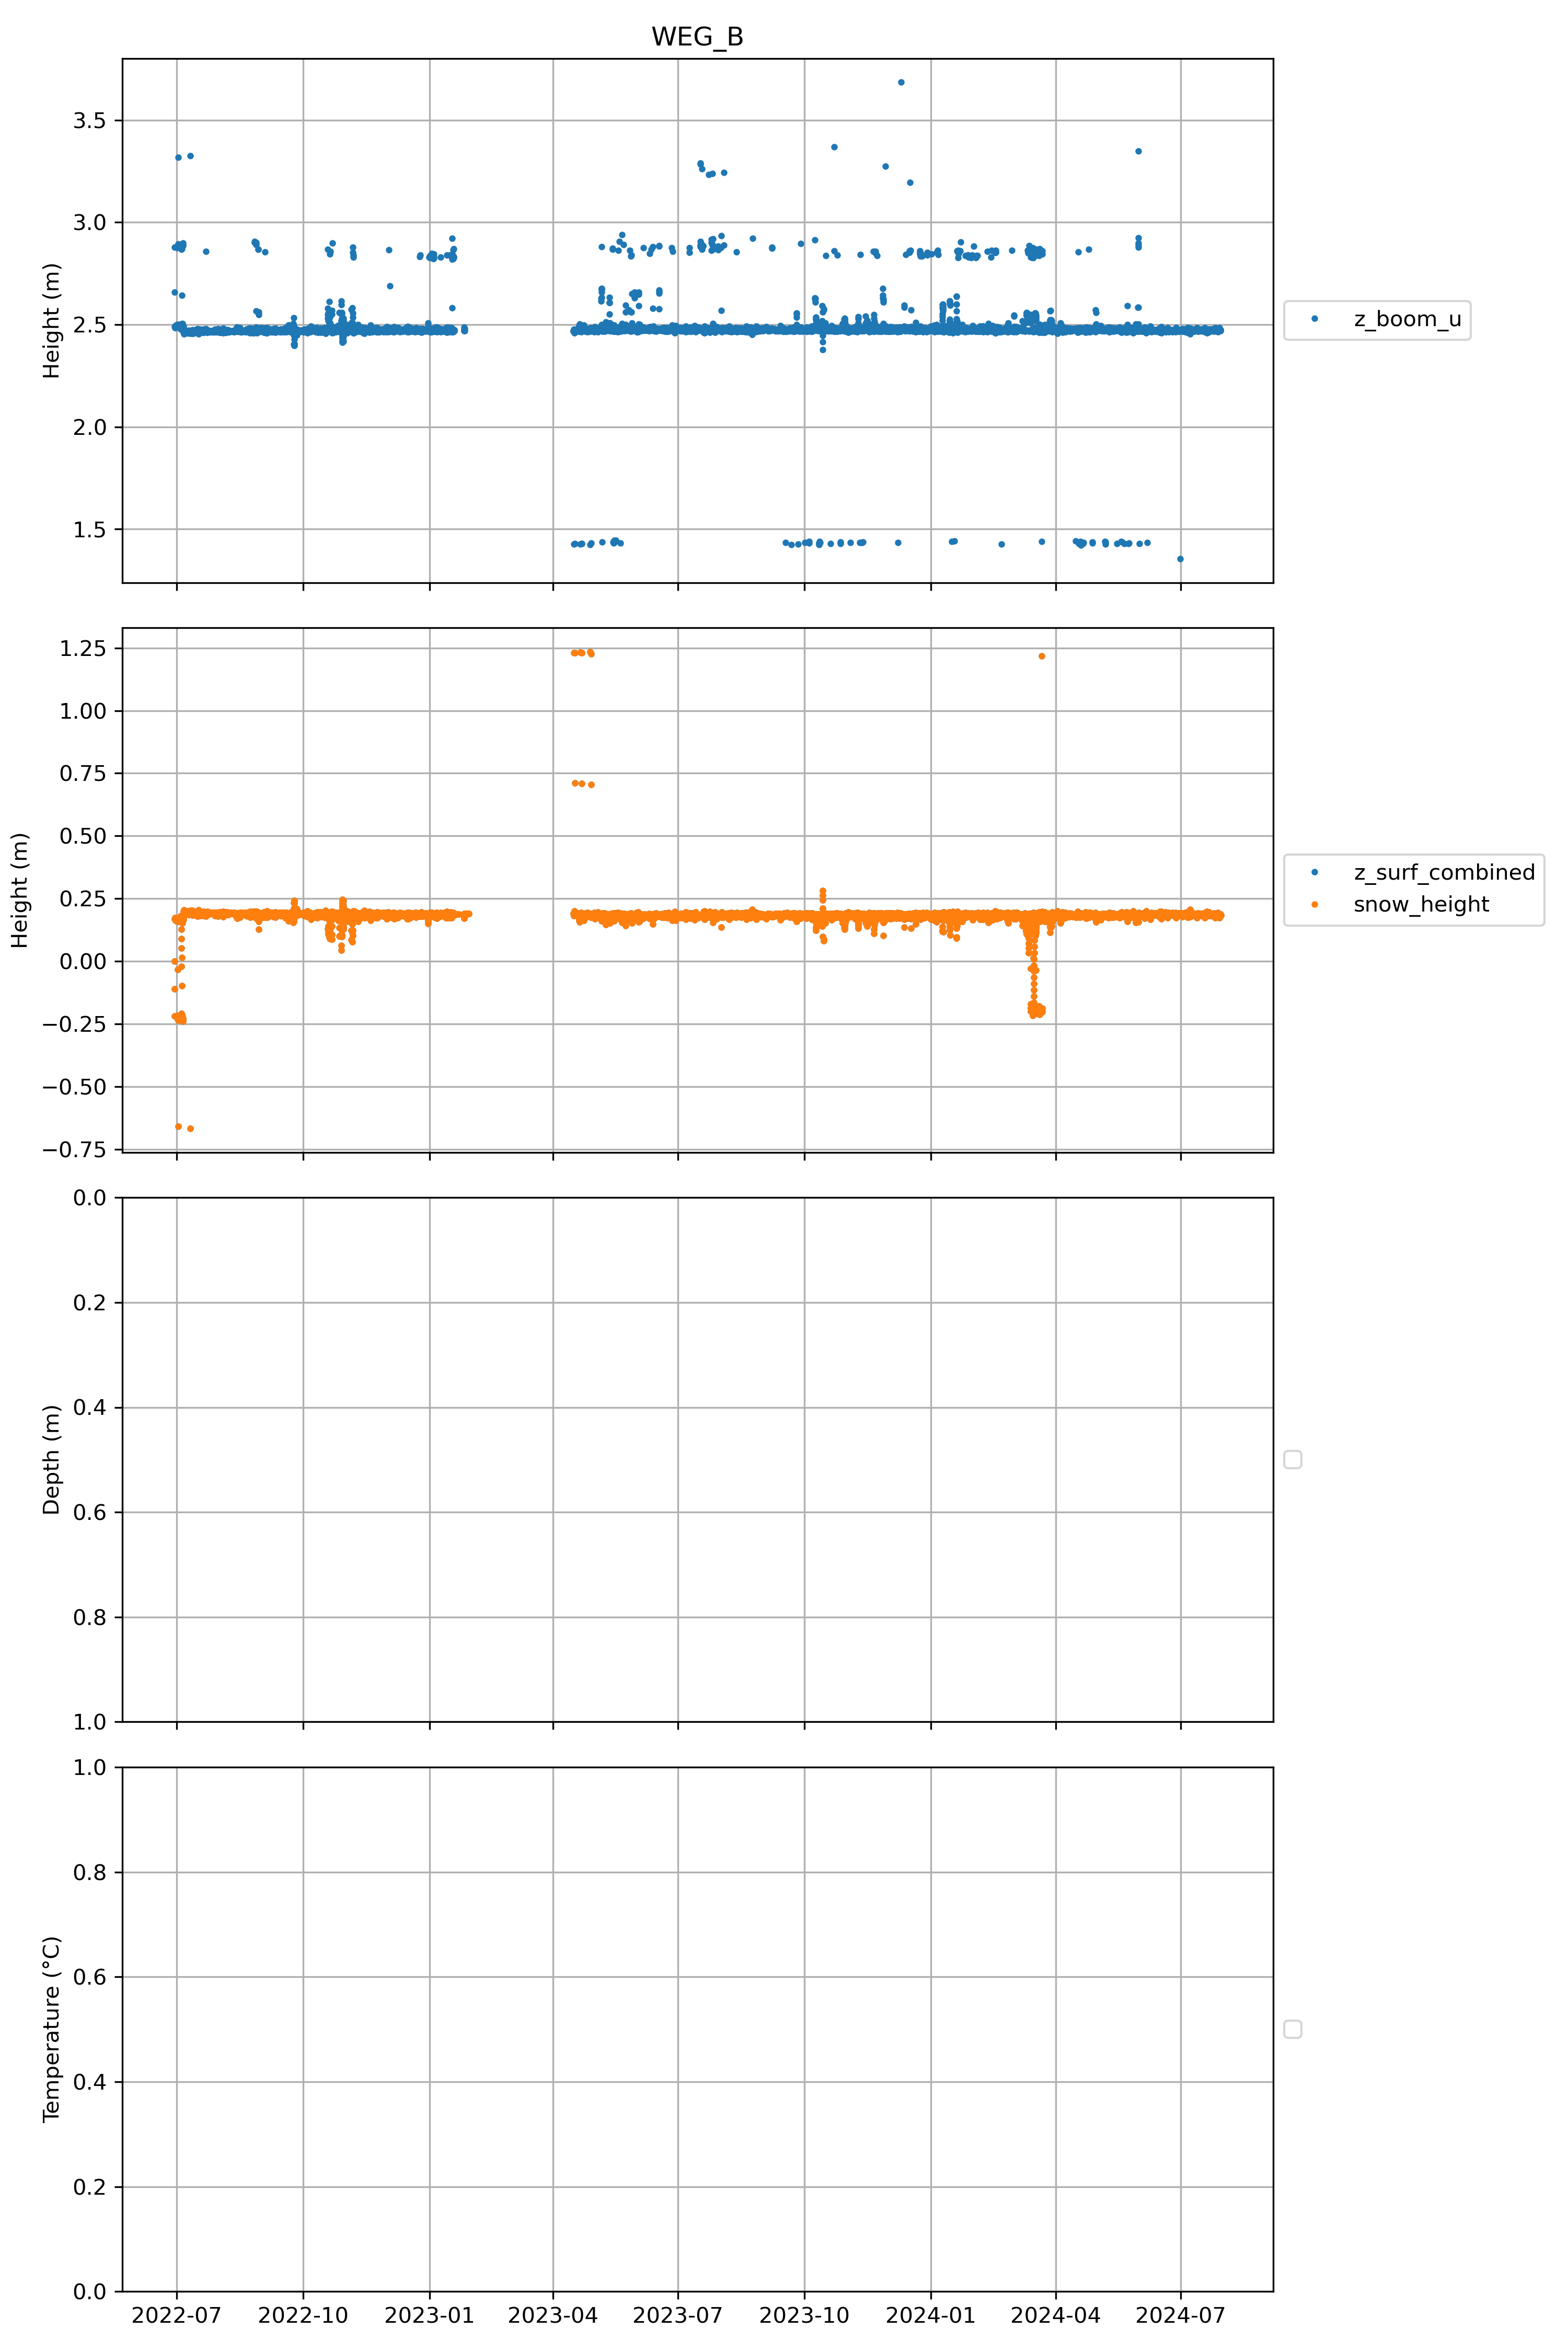 WEG_B
3.5
3.0
2.5
2.0
1.5
Height (m)
z_boom_u
1.25
1.00
0.75
0.50
0.25
0.00
−0.25
−0.50
−0.75
Height (m)
z_surf_combined
snow_height
0.0
0.2
0.4
0.6
0.8
1.0
Depth (m)
1.0
0.8
0.6
0.4
0.2
0.0
Temperature (°C)
2022-07 2022-10 2023-01 2023-04 2023-07 2023-10 2024-01 2024-04 2024-07